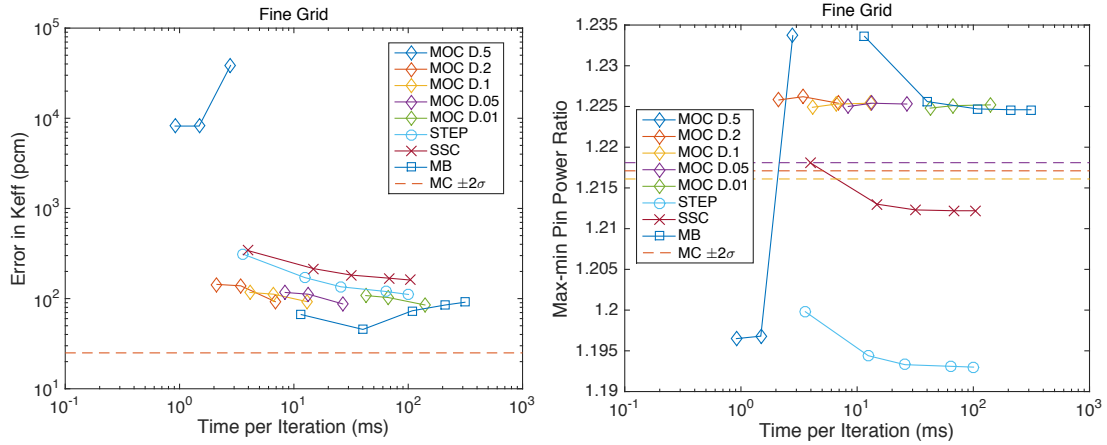 Fine Grid
10^5
10^4
10^3
10^2
10^1
Error in Keff (pcm)
MOC D.5
MOC D.2
MOC D.1
MOC D.05
MOC D.01
STEP
SSC
MB
MC ±2σ
10^-1
10^0
10^1
10^2
10^3
Time per Iteration (ms)
Fine Grid
1.235
1.23
1.225
1.22
1.215
1.21
1.205
1.2
1.195
1.19
Max-min Pin Power Ratio
MOC D.5
MOC D.2
MOC D.1
MOC D.05
MOC D.01
STEP
SSC
MB
MC ±2σ
10^-1
10^0
10^1
10^2
10^3
Time per Iteration (ms)